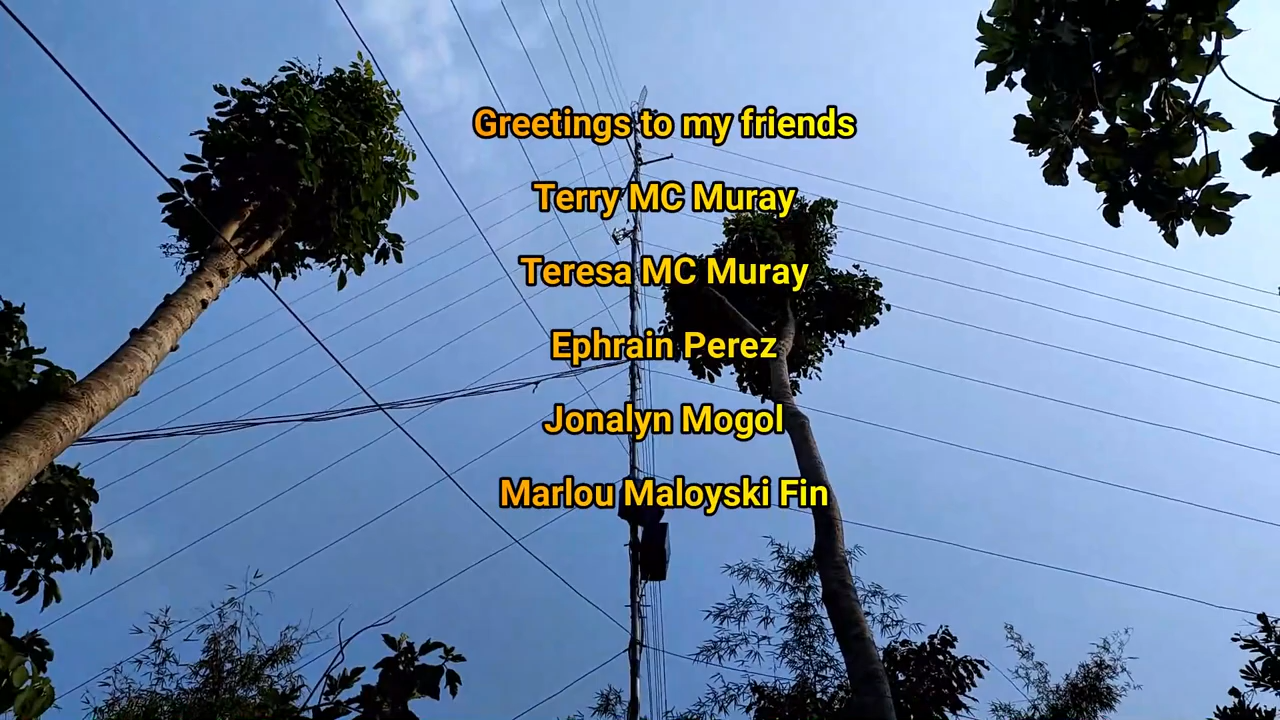 Greetings to my friends
Terry MC Muray
Teresa MC Muray
Ephrain Perez
Jonalyn Mogol
Marlou Maloyski Fin